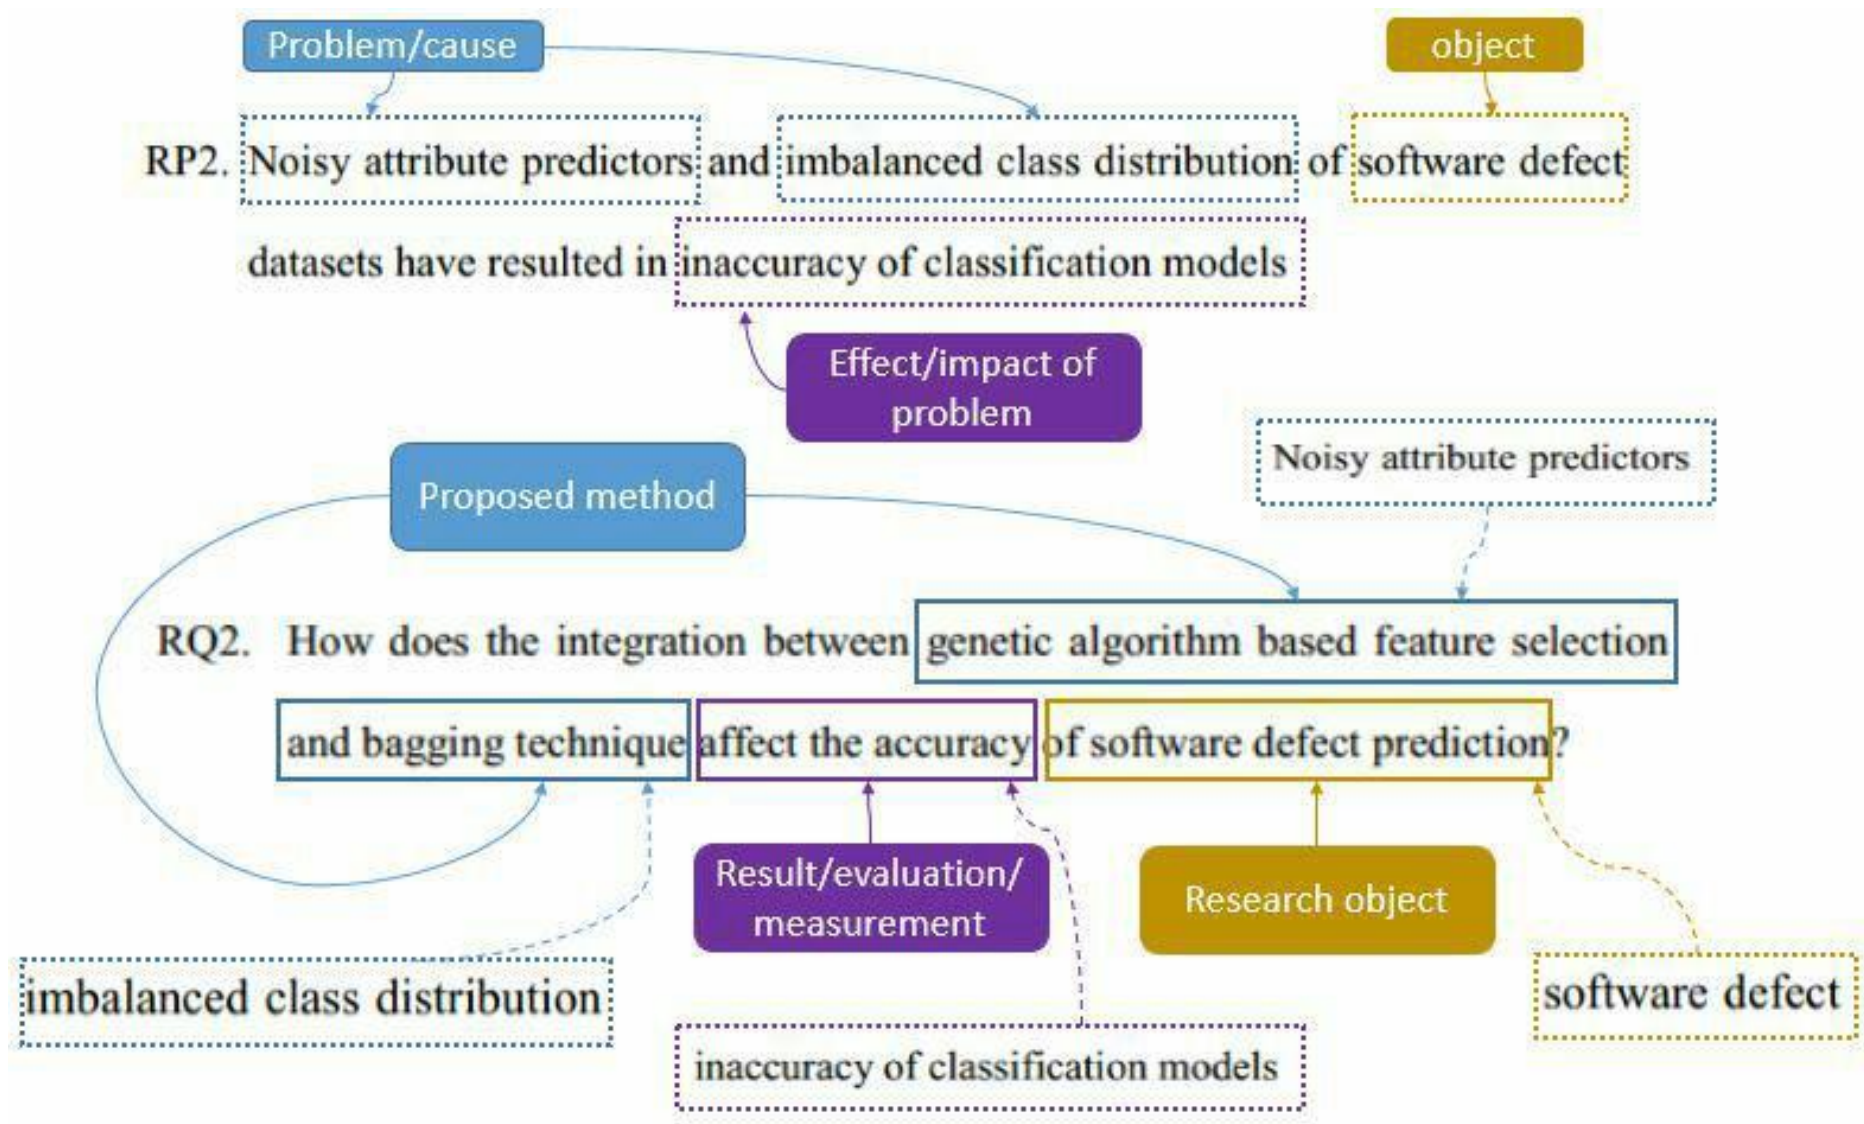 Problem/cause
object
RP2. Noisy attribute predictors and imbalanced class distribution of software defect
datasets have resulted in inaccuracy of classification models
Effect/impact of
problem
Noisy attribute predictors
Proposed method
RQ2. How does the integration between genetic algorithm based feature selection
and bagging technique affect the accuracy of software defect prediction?
Result/evaluation/
measurement
Research object
imbalanced class distribution
software defect
inaccuracy of classification models